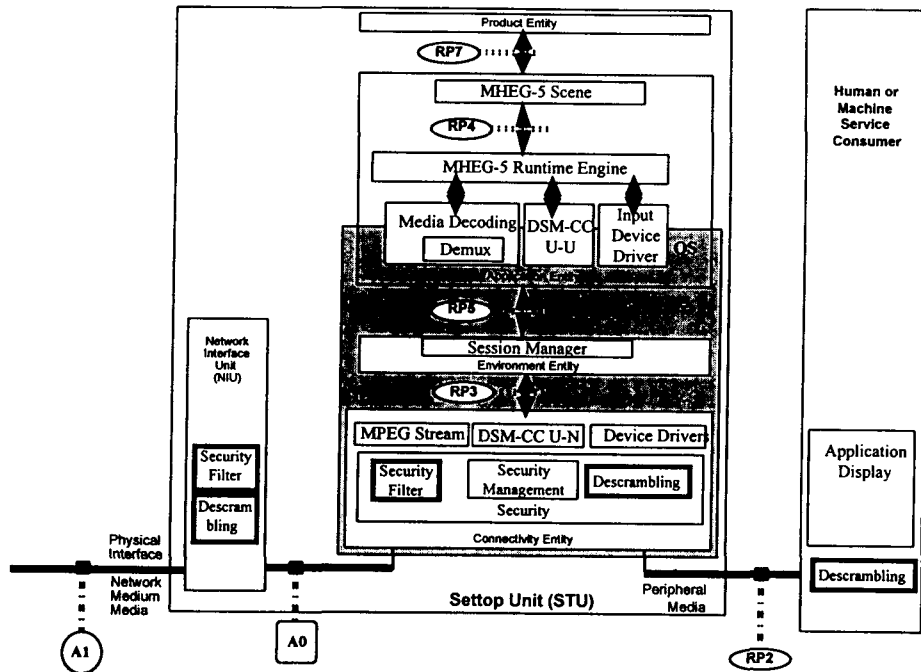 Product Entity
RP7
MHEG-5 Scene
RP4
MHEG-5 Runtime Engine
Media Decoding
Demux
DSM-CC
U-U
Input
Device
Driver
OS
Application Entity
RP5
Session Manager
Environment Entity
RP3
MPEG Stream
DSM-CC U-N
Device Drivers
Security
Filter
Security
Management
Descrambling
Security
Connectivity Entity
Network
Interface
Unit
(NIU)
Security
Filter
Descram
bling
Human or
Machine
Service
Consumer
Application
Display
Descrambling
Physical
Interface
Network
Medium
Media
Settop Unit (STU)
Peripheral
Media
A1
A0
RP2